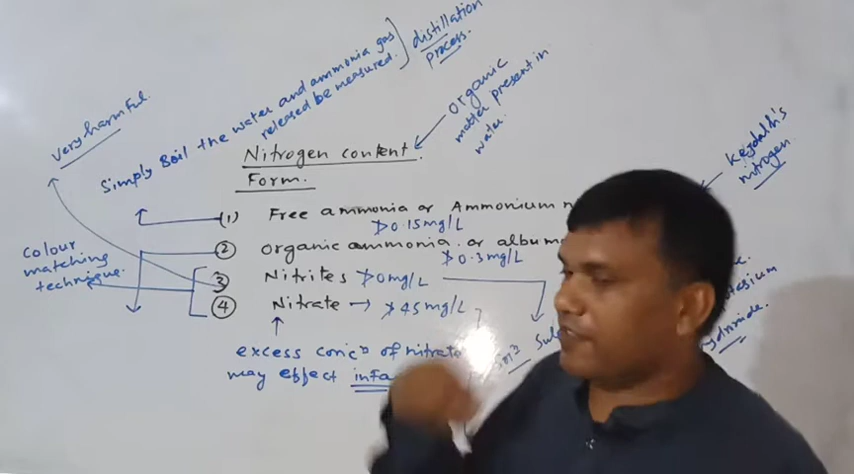 distillation
process.
Simply Boil the water and ammonia gas
released be measured.
very harmful.
organic
matter present in
water.
Nitrogen content
Form.
Kejdalth's
nitrogen.
(1) Free ammonia or Ammonium n
≯0.15mg/L
② organic ammonia. or album
≯0.3mg/L
colour
matching
technique.
③ Nitrites ≯0mg/L
④ Nitrate → ≯45mg/L
excess conc^n of nitrate
may effect infa